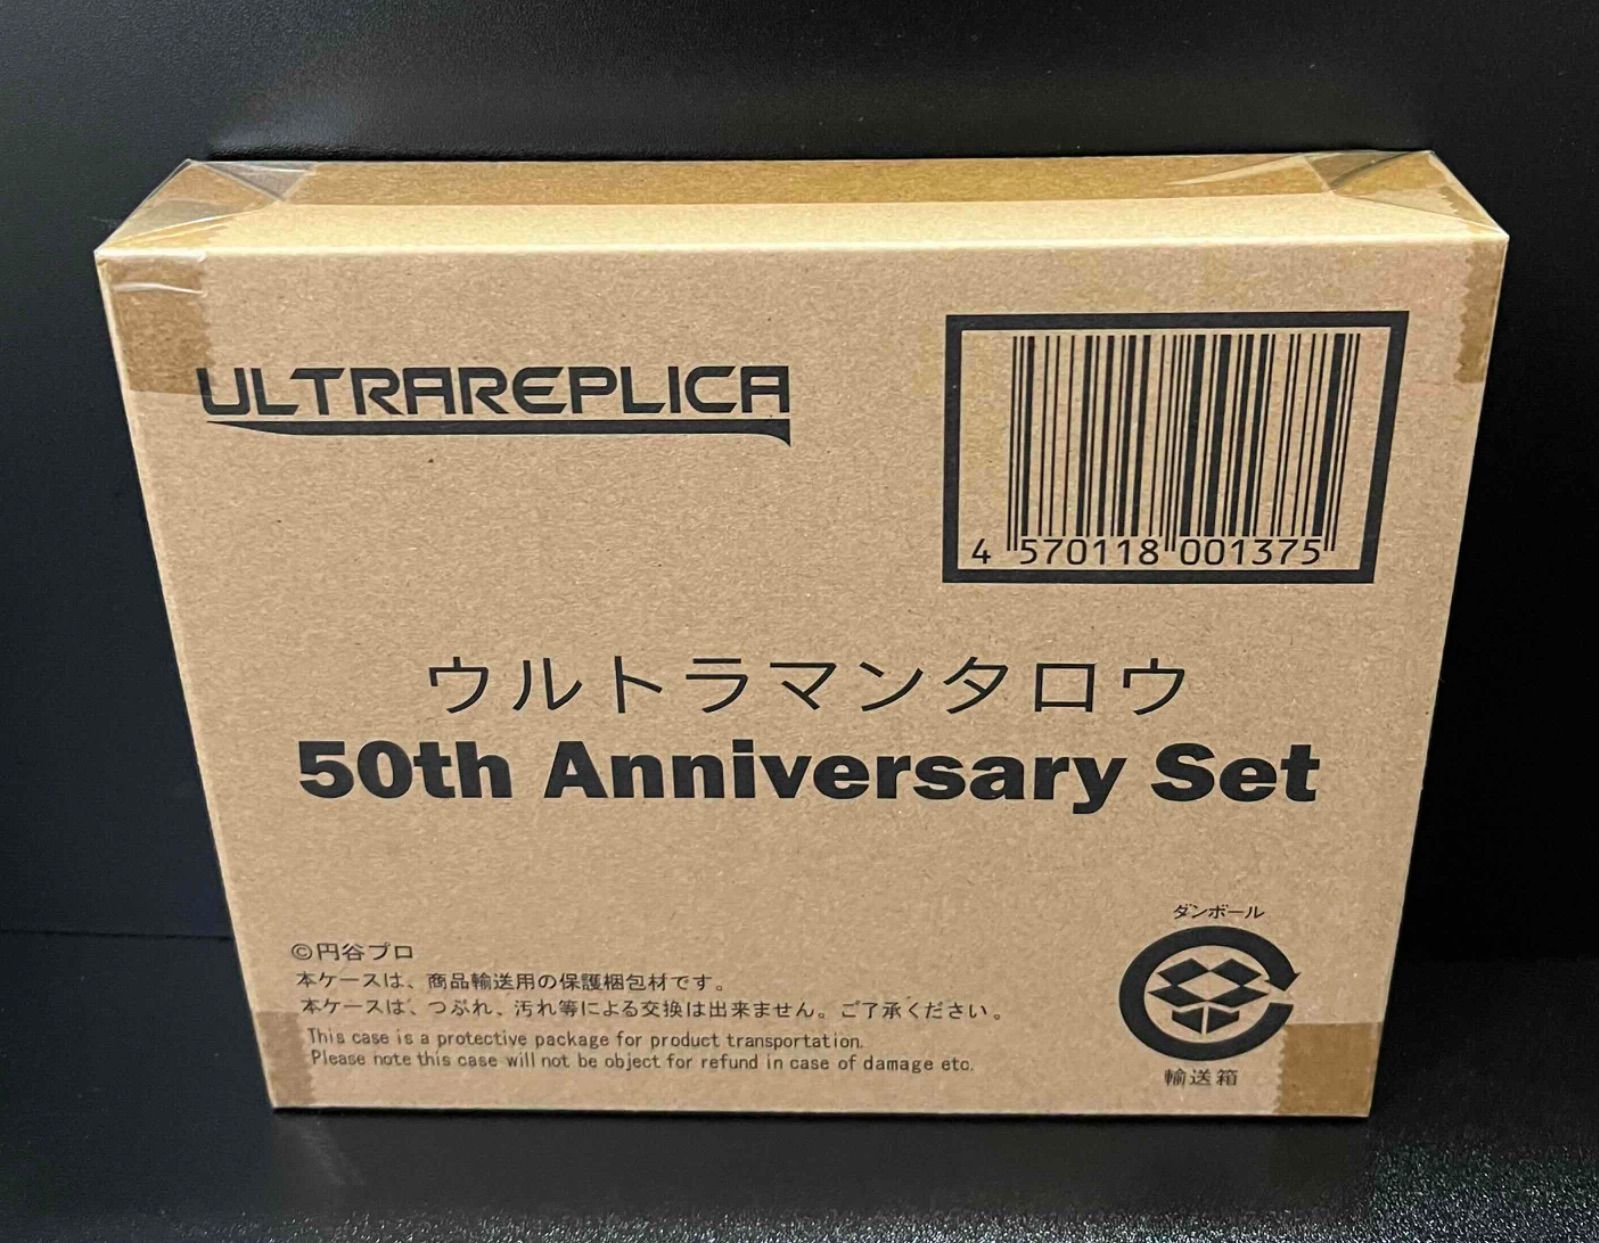 ULTRAREPLICA
4 570118 001375
ウルトラマンタロウ
50th Anniversary Set
ダンボール
輸送箱
©円谷プロ
本ケースは、商品輸送用の保護梱包材です。
本ケースは、つぶれ、汚れ等による交換は出来ません。ご了承ください。
This case is a protective package for product transportation.
Please note this case will not be object for refund in case of damage etc.